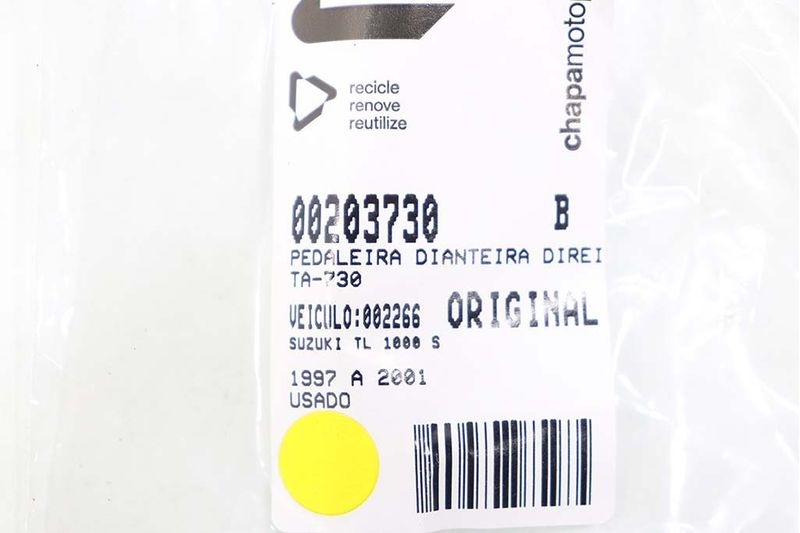 recicle
renove
reutilize
chapamoto
00203730 B
PEDALEIRA DIANTEIRA DIREI
TA-730
VEICULO:002266 ORIGINAL
SUZUKI TL 1000 S
1997 A 2001
USADO